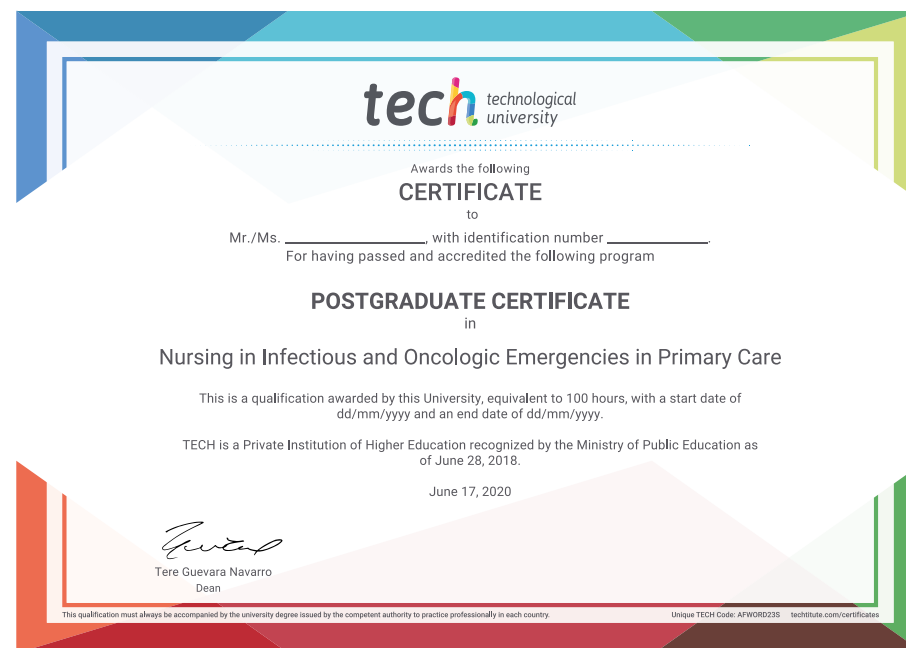 tech technological
university
Awards the following
CERTIFICATE
to
Mr./Ms. ____________________, with identification number ______________.
For having passed and accredited the following program
POSTGRADUATE CERTIFICATE
in
Nursing in Infectious and Oncologic Emergencies in Primary Care
This is a qualification awarded by this University, equivalent to 100 hours, with a start date of
dd/mm/yyyy and an end date of dd/mm/yyyy.
TECH is a Private Institution of Higher Education recognized by the Ministry of Public Education as
of June 28, 2018.
June 17, 2020
Tere Guevara Navarro
Dean
This qualification must always be accompanied by the university degree issued by the competent authority to practice professionally in each country. Unique TECH Code: AFWORD23S techtitute.com/certificates